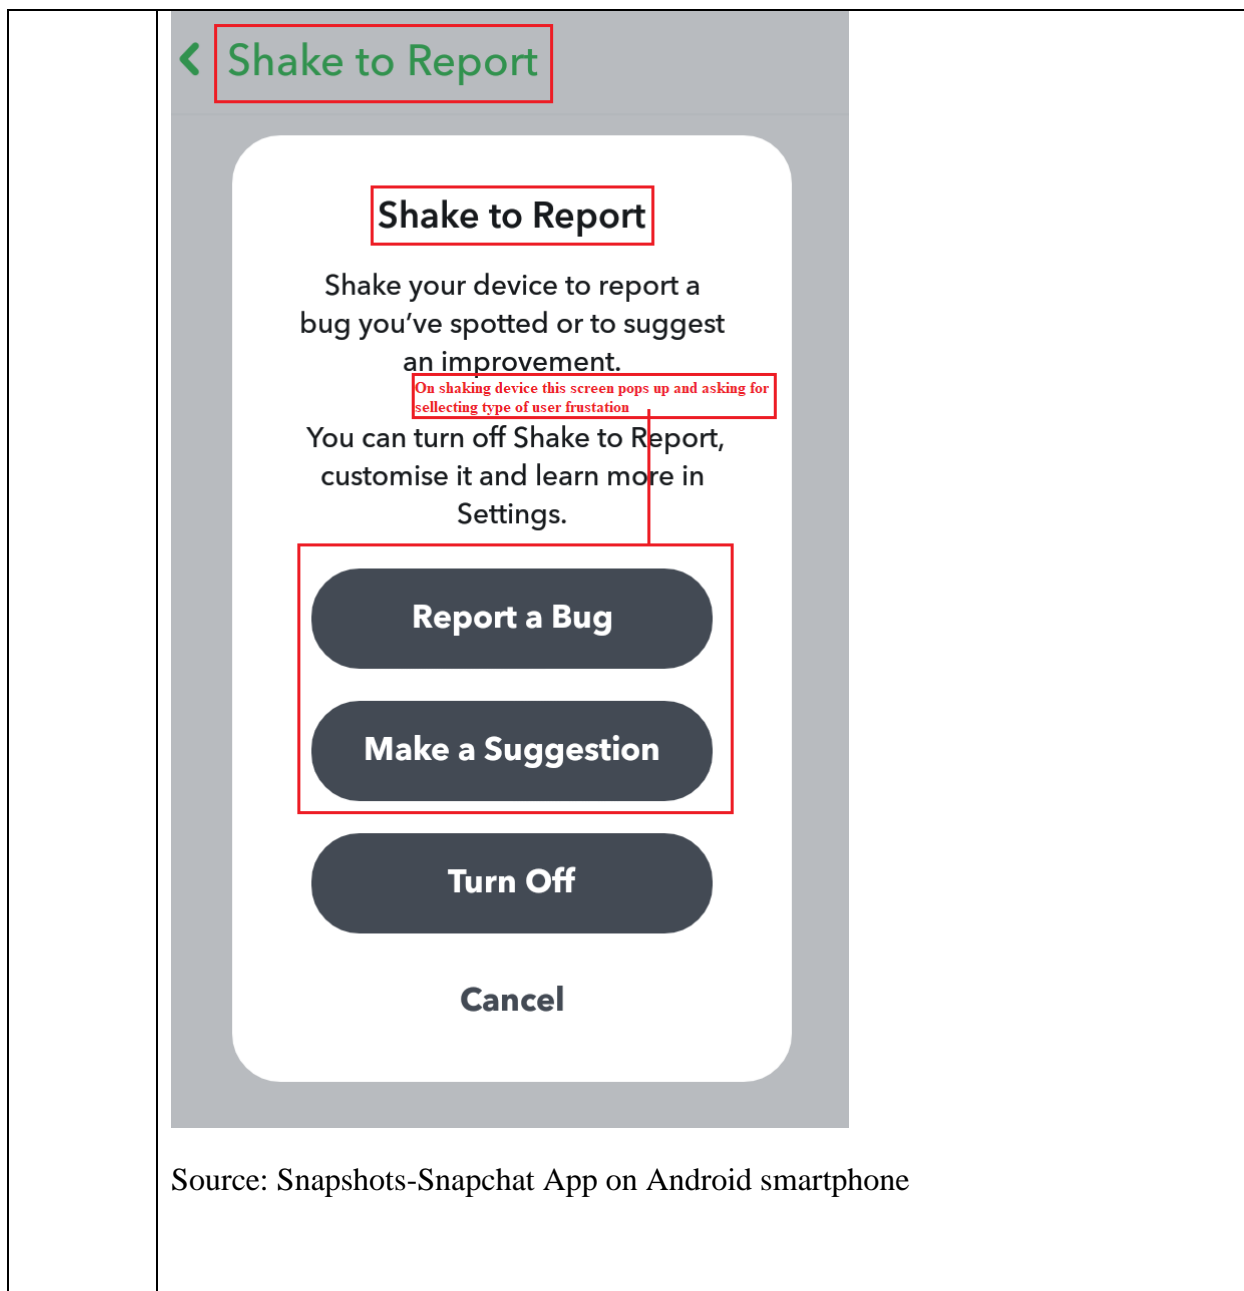 Shake to Report
Shake to Report
Shake your device to report a
bug you’ve spotted or to suggest
an improvement.
On shaking device this screen pops up and asking for
sellecting type of user frustation
You can turn off Shake to Report,
customise it and learn more in
Settings.
Report a Bug
Make a Suggestion
Turn Off
Cancel
Source: Snapshots-Snapchat App on Android smartphone